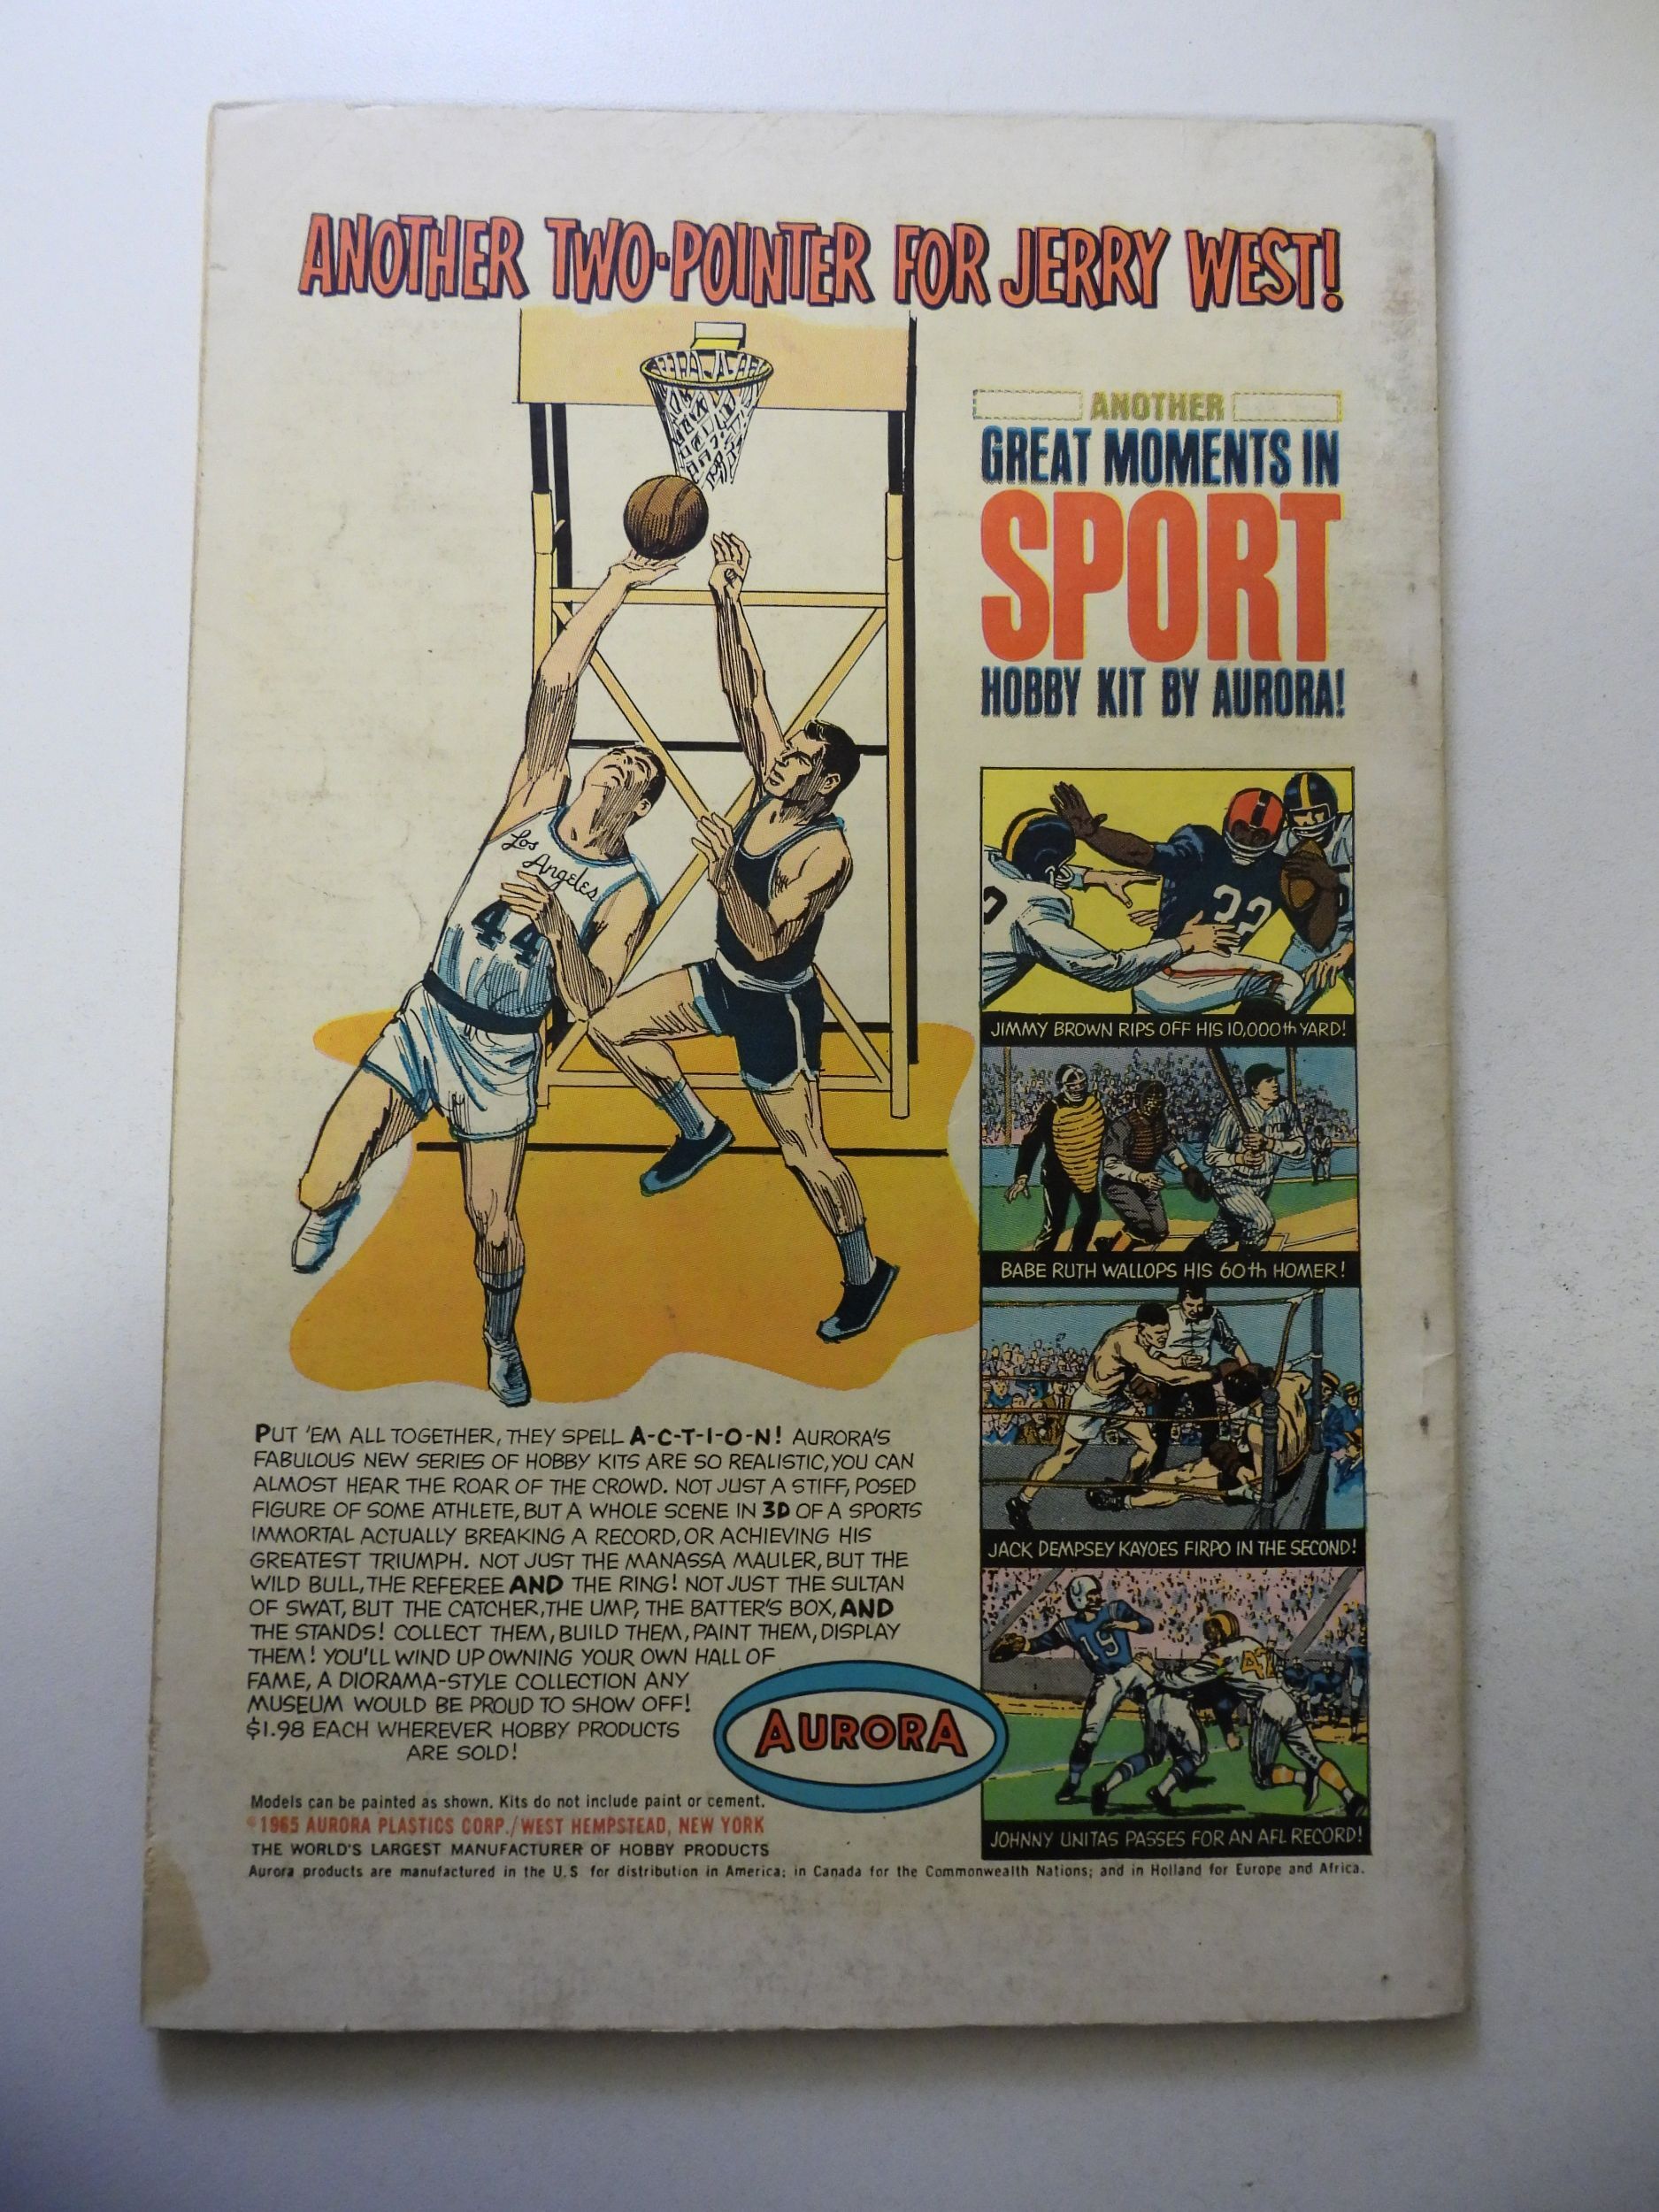 ANOTHER TWO-POINTER FOR JERRY WEST!
ANOTHER
GREAT MOMENTS IN
SPORT
HOBBY KIT BY AURORA!
Los
Angeles
44
32
JIMMY BROWN RIPS OFF HIS 10,000th YARD!
BABE RUTH WALLOPS HIS 60th HOMER!
JACK DEMPSEY KAYOES FIRPO IN THE SECOND!
19
JOHNNY UNITAS PASSES FOR AN AFL RECORD!
PUT 'EM ALL TOGETHER, THEY SPELL A-C-T-I-O-N! AURORA'S
FABULOUS NEW SERIES OF HOBBY KITS ARE SO REALISTIC, YOU CAN
ALMOST HEAR THE ROAR OF THE CROWD. NOT JUST A STIFF, POSED
FIGURE OF SOME ATHLETE, BUT A WHOLE SCENE IN 3D OF A SPORTS
IMMORTAL ACTUALLY BREAKING A RECORD, OR ACHIEVING HIS
GREATEST TRIUMPH. NOT JUST THE MANASSA MAULER, BUT THE
WILD BULL, THE REFEREE AND THE RING! NOT JUST THE SULTAN
OF SWAT, BUT THE CATCHER, THE UMP, THE BATTER'S BOX, AND
THE STANDS! COLLECT THEM, BUILD THEM, PAINT THEM, DISPLAY
THEM! YOU'LL WIND UP OWNING YOUR OWN HALL OF
FAME, A DIORAMA-STYLE COLLECTION ANY
MUSEUM WOULD BE PROUD TO SHOW OFF!
$1.98 EACH WHEREVER HOBBY PRODUCTS
ARE SOLD!
AURORA
Models can be painted as shown. Kits do not include paint or cement.
©1965 AURORA PLASTICS CORP./WEST HEMPSTEAD, NEW YORK
THE WORLD'S LARGEST MANUFACTURER OF HOBBY PRODUCTS
Aurora products are manufactured in the U.S for distribution in America; in Canada for the Commonwealth Nations; and in Holland for Europe and Africa.